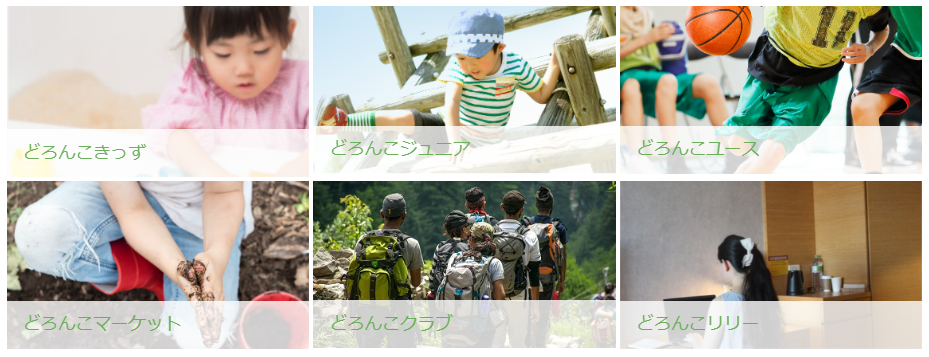 どろんこきっず
どろんこジュニア
どろんこユース
11
どろんこマーケット
どろんこクラブ
どろんこリリー